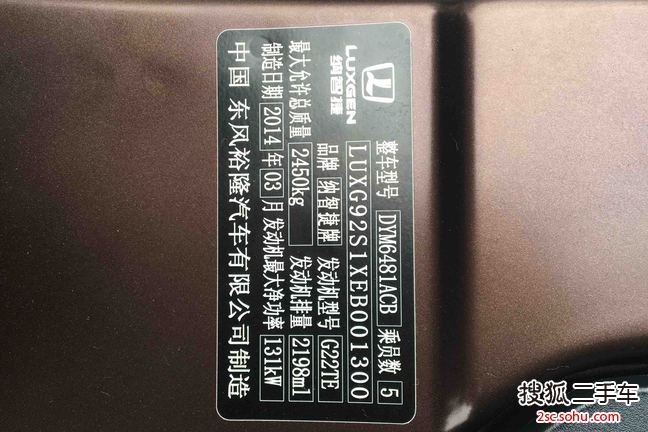 LUXGEN
纳智捷
整车型号 DYM6481ACB 乘员数 5
LUXG92S1XEB001300
品牌 纳智捷牌 发动机型号 G22TE
最大允许总质量 2450kg 发动机排量 2198ml
制造日期 2014 年 03 月 发动机最大净功率 131kW
中国 东风裕隆汽车有限公司制造
搜狐二手车
2sc.sohu.com